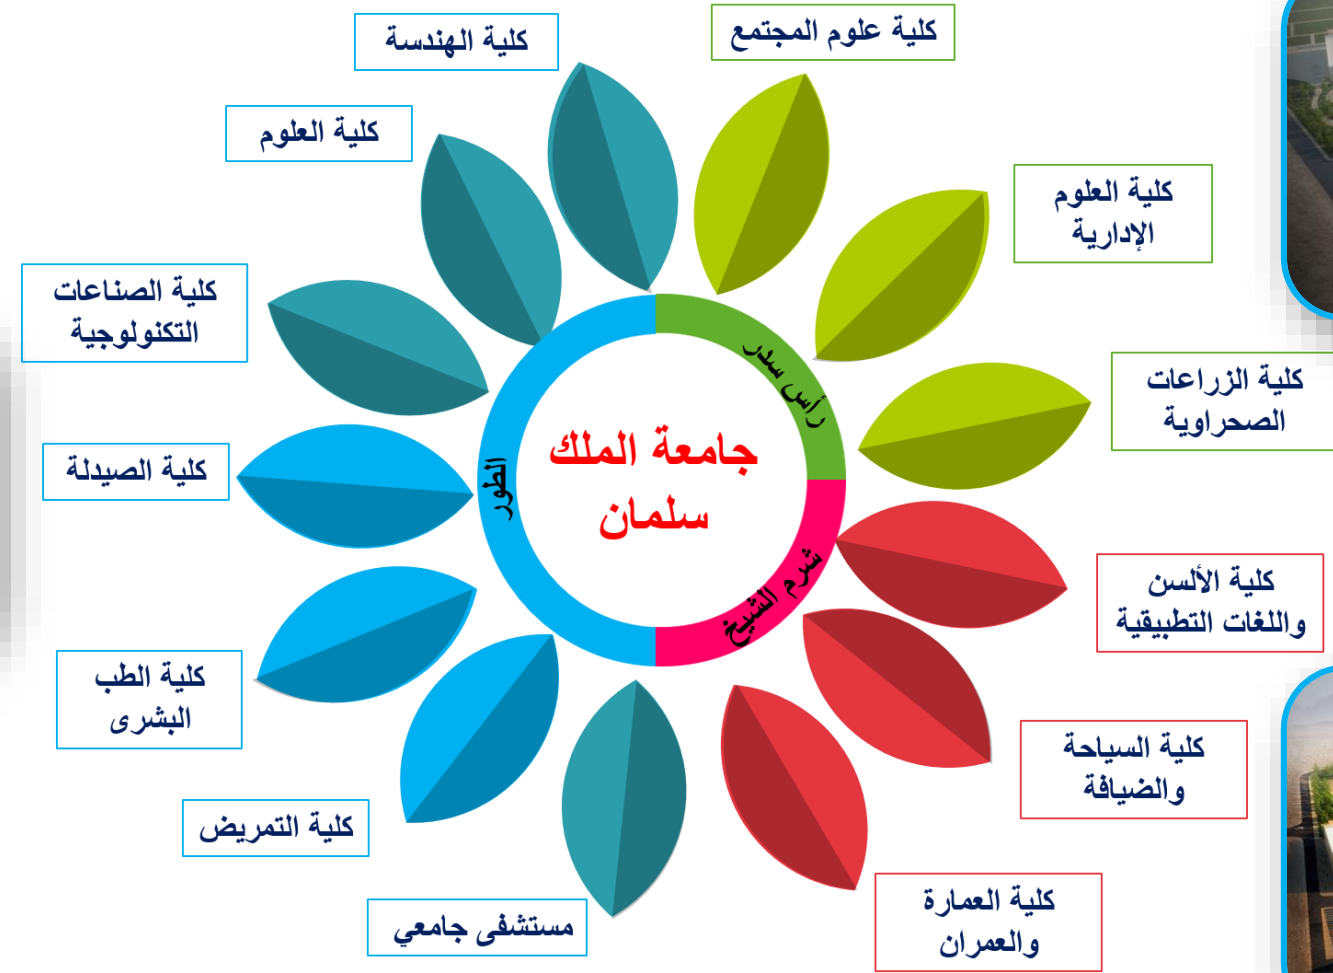 كلية علوم المجتمع
كلية الهندسة
كلية العلوم
كلية العلوم
الإدارية
كلية الصناعات
التكنولوجية
كلية الزراعات
الصحراوية
رأس سدر
جامعة الملك
سلمان
الطور
شرم الشيخ
كلية الصيدلة
كلية الألسن
واللغات التطبيقية
كلية الطب
البشرى
كلية السياحة
والضيافة
كلية التمريض
كلية العمارة
والعمران
مستشفى جامعي